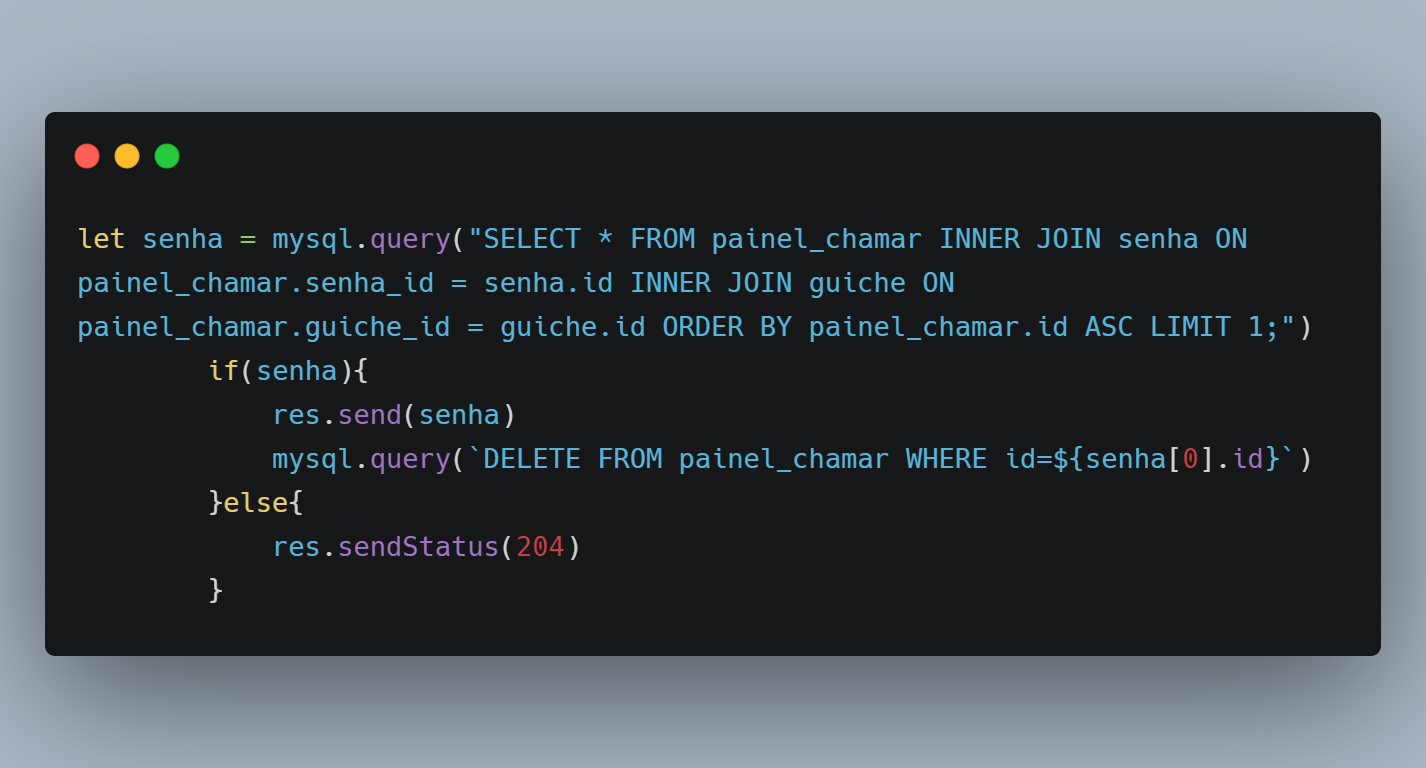 let senha = mysql.query("SELECT * FROM painel_chamar INNER JOIN senha ON
painel_chamar.senha_id = senha.id INNER JOIN guiche ON
painel_chamar.guiche_id = guiche.id ORDER BY painel_chamar.id ASC LIMIT 1;")
        if(senha){
            res.send(senha)
            mysql.query(`DELETE FROM painel_chamar WHERE id=${senha[0].id}`)
        }else{
            res.sendStatus(204)
        }